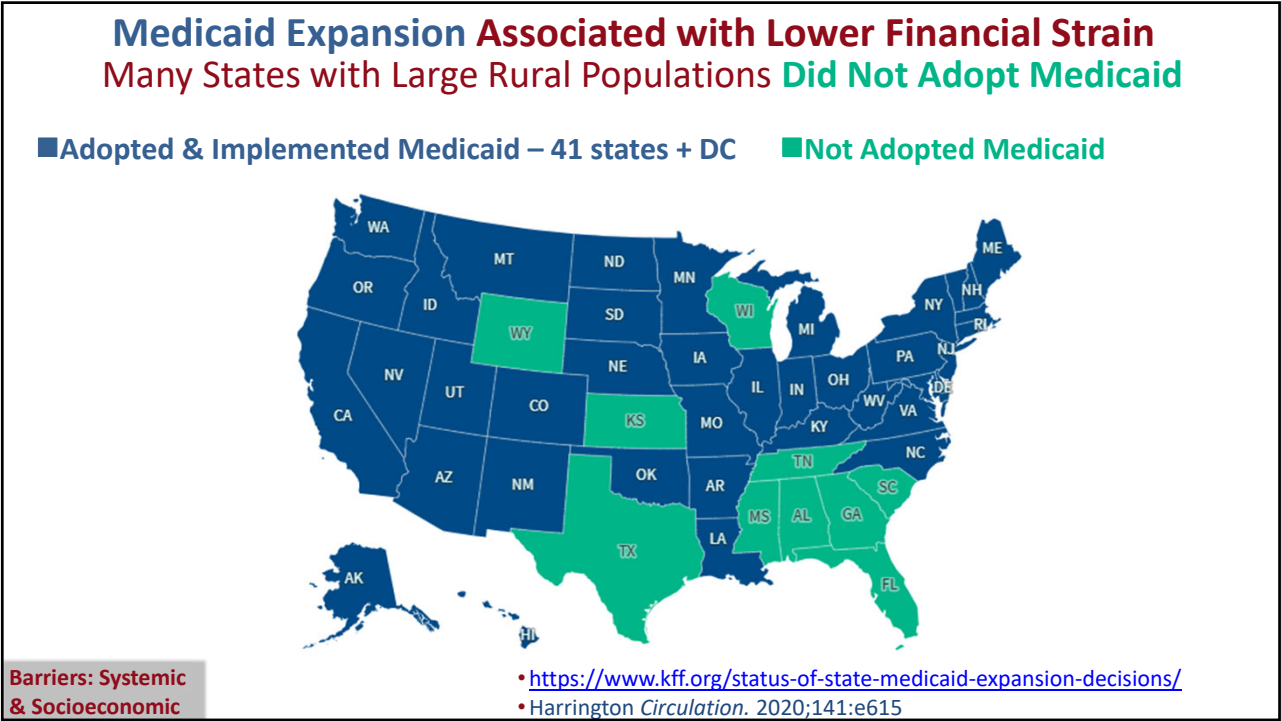 Medicaid Expansion Associated with Lower Financial Strain
Many States with Large Rural Populations Did Not Adopt Medicaid
■Adopted & Implemented Medicaid – 41 states + DC ■Not Adopted Medicaid
WA
ME
MT
ND
MN
OR
ID
NH
WI
NY
SD
WY
MI
RI
IA
PA
NJ
NE
NV
OH
DE
UT
IL
IN
CO
WV
VA
CA
KS
MO
KY
NC
TN
OK
AZ
NM
AR
SC
MS
AL
GA
LA
TX
AK
FL
HI
Barriers: Systemic
& Socioeconomic
• https://www.kff.org/status-of-state-medicaid-expansion-decisions/
• Harrington Circulation. 2020;141:e615